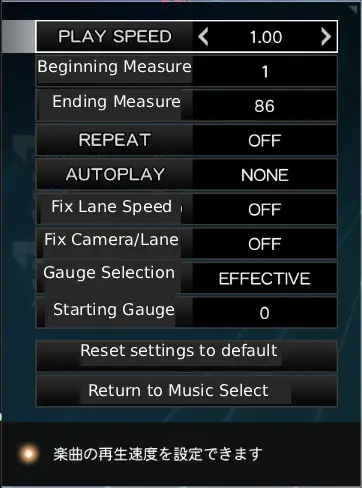 PLAY SPEED 1.00
Beginning Measure 1
Ending Measure 86
REPEAT OFF
AUTOPLAY NONE
Fix Lane Speed OFF
Fix Camera/Lane OFF
Gauge Selection EFFECTIVE
Starting Gauge 0
Reset settings to default
Return to Music Select
楽曲の再生速度を設定できます